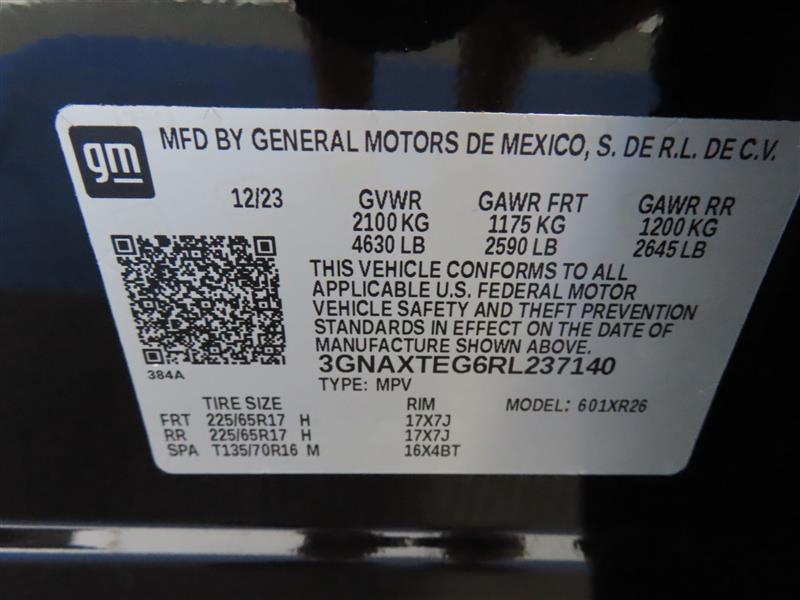 gm
MFD BY GENERAL MOTORS DE MEXICO, S. DE R.L. DE C.V.
12/23 GVWR GAWR FRT GAWR RR
2100 KG 1175 KG 1200 KG
4630 LB 2590 LB 2645 LB
THIS VEHICLE CONFORMS TO ALL
APPLICABLE U.S. FEDERAL MOTOR
VEHICLE SAFETY AND THEFT PREVENTION
STANDARDS IN EFFECT ON THE DATE OF
MANUFACTURE SHOWN ABOVE.
384A 3GNAXTEG6RL237140
TYPE: MPV
TIRE SIZE RIM MODEL: 601XR26
FRT 225/65R17 H 17X7J
RR 225/65R17 H 17X7J
SPA T135/70R16 M 16X4BT